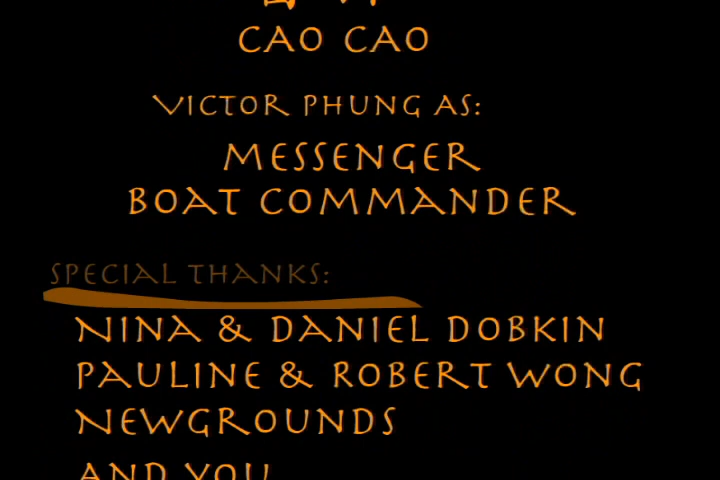 CAO CAO
VICTOR PHUNG AS:
MESSENGER
BOAT COMMANDER
SPECIAL THANKS:
NINA & DANIEL DOBKIN
PAULINE & ROBERT WONG
NEWGROUNDS
AND YOU